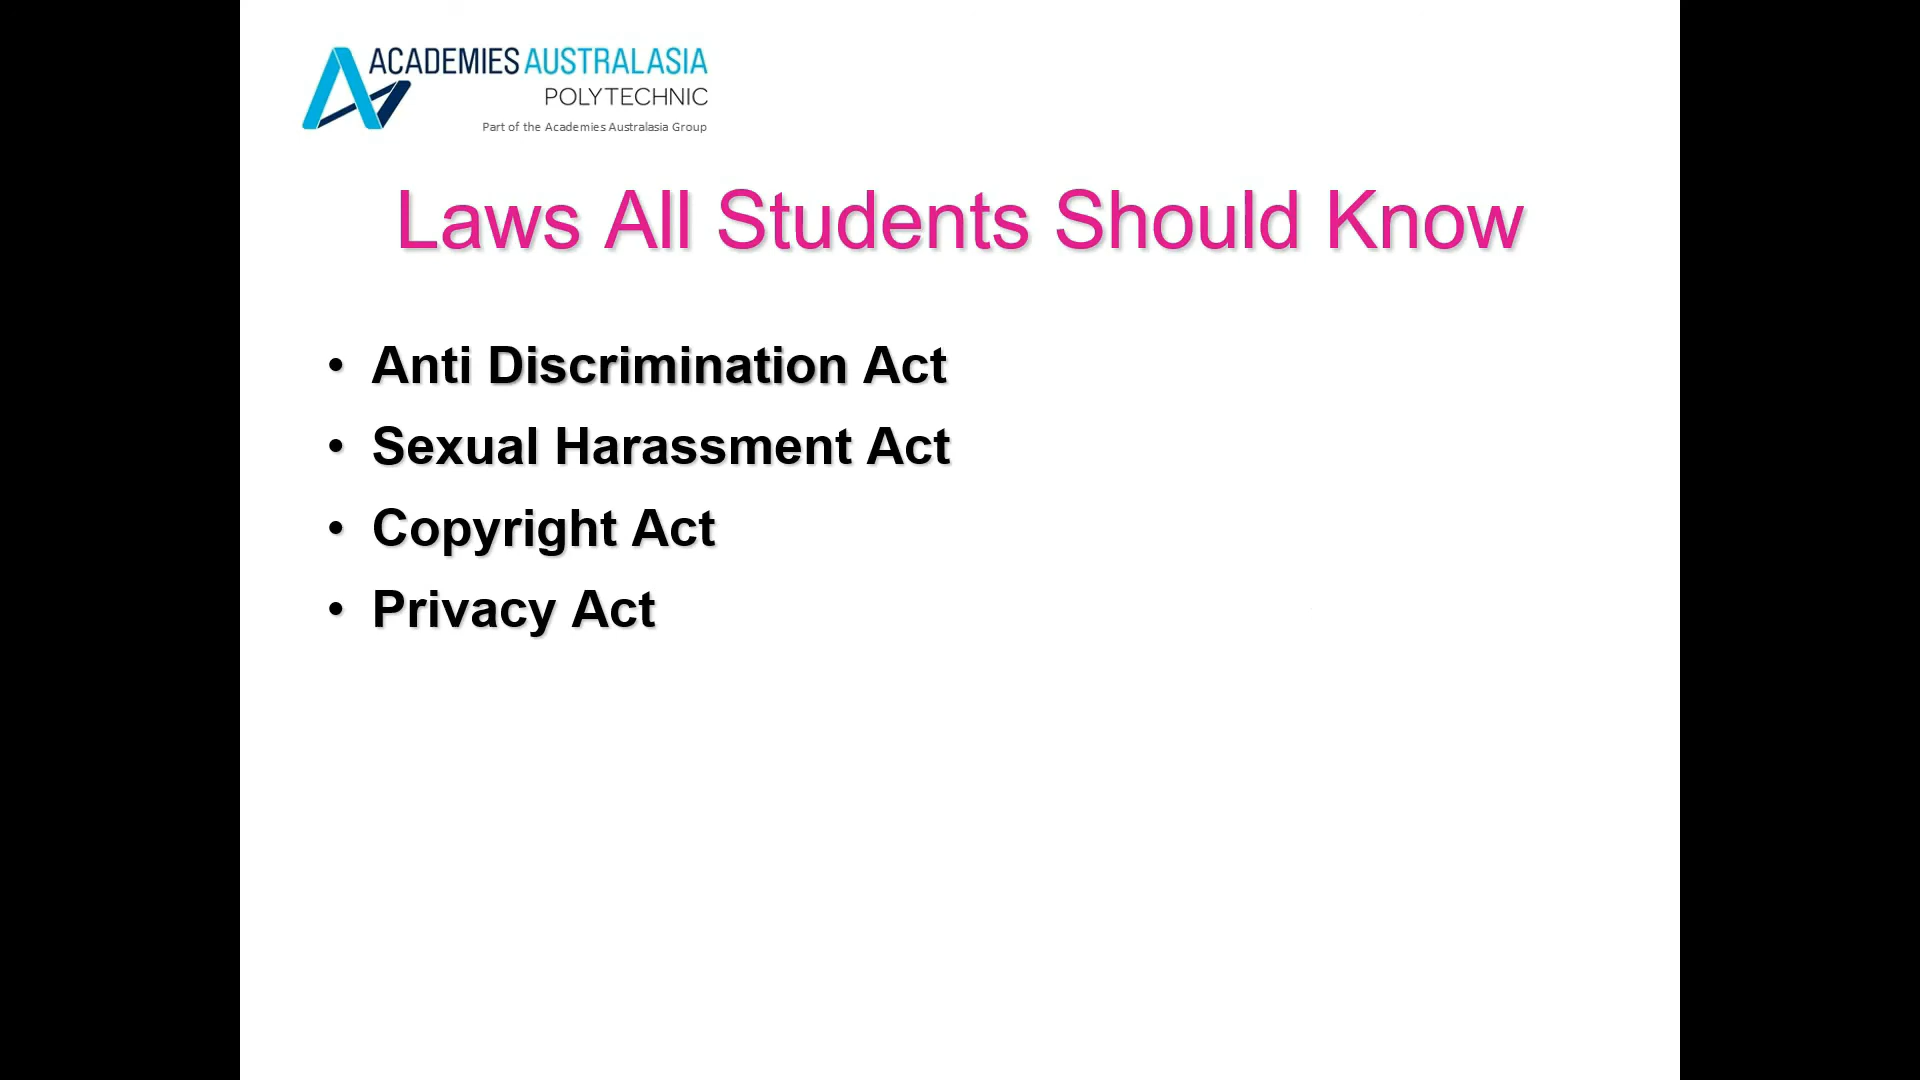 ACADEMIES AUSTRALASIA
POLYTECHNIC
Part of the Academies Australasia Group
Laws All Students Should Know
• Anti Discrimination Act
• Sexual Harassment Act
• Copyright Act
• Privacy Act